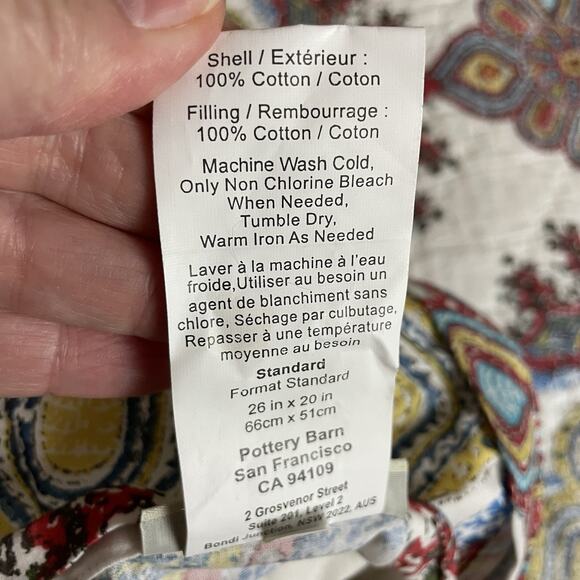 Shell / Extérieur :
100% Cotton / Coton
Filling / Rembourrage :
100% Cotton / Coton
Machine Wash Cold,
Only Non Chlorine Bleach
When Needed,
Tumble Dry,
Warm Iron As Needed
Laver à la machine à l'eau
froide,Utiliser au besoin un
agent de blanchiment sans
chlore, Séchage par culbutage,
Repasser à une température
moyenne au besoin
Standard
Format Standard
26 in x 20 in
66cm x 51cm
Pottery Barn
San Francisco
CA 94109
2 Grosvenor Street
Suite 201, Level 2
Bondi Junction, NSW 2022, AUS